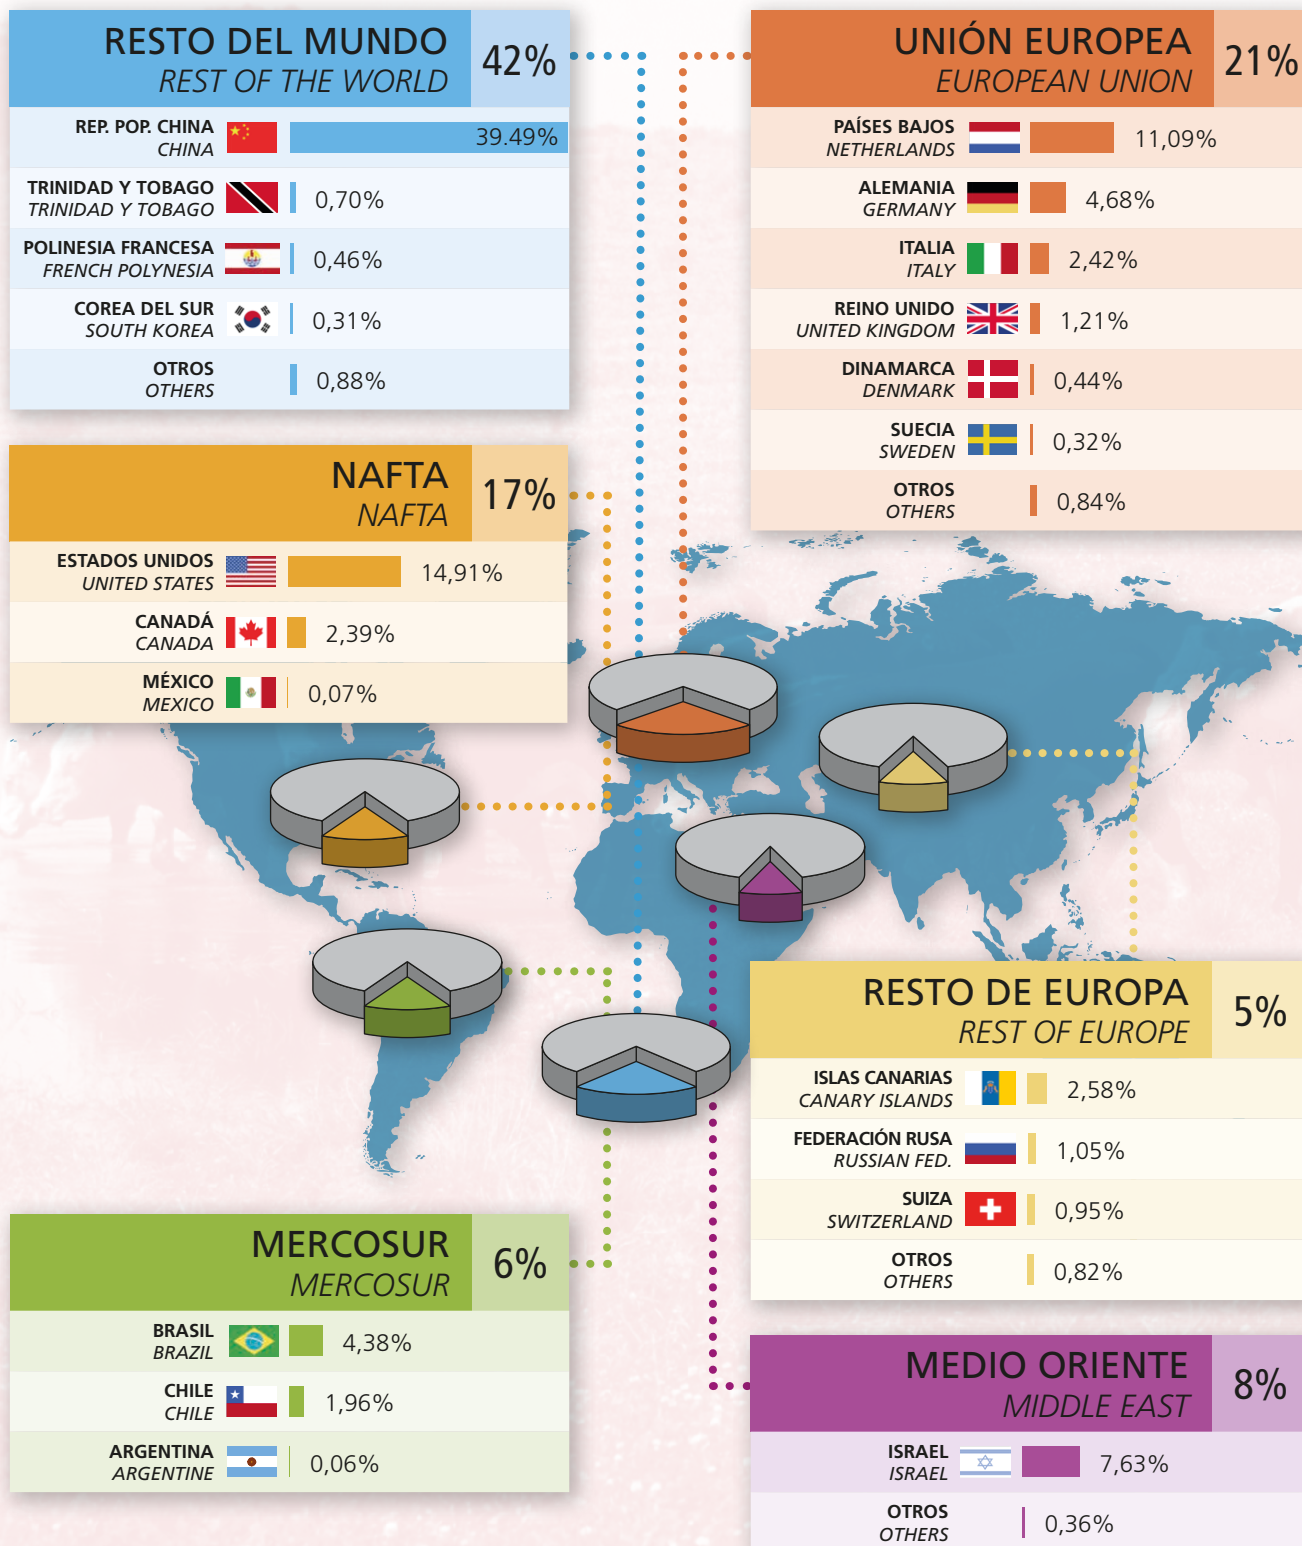 RESTO DEL MUNDO
REST OF THE WORLD
42%
REP. POP. CHINA
CHINA
39.49%
TRINIDAD Y TOBAGO
TRINIDAD Y TOBAGO
0,70%
POLINESIA FRANCESA
FRENCH POLYNESIA
0,46%
COREA DEL SUR
SOUTH KOREA
0,31%
OTROS
OTHERS
0,88%
UNIÓN EUROPEA
EUROPEAN UNION
21%
PAÍSES BAJOS
NETHERLANDS
11,09%
ALEMANIA
GERMANY
4,68%
ITALIA
ITALY
2,42%
REINO UNIDO
UNITED KINGDOM
1,21%
DINAMARCA
DENMARK
0,44%
SUECIA
SWEDEN
0,32%
OTROS
OTHERS
0,84%
NAFTA
NAFTA
17%
ESTADOS UNIDOS
UNITED STATES
14,91%
CANADÁ
CANADA
2,39%
MÉXICO
MEXICO
0,07%
RESTO DE EUROPA
REST OF EUROPE
5%
ISLAS CANARIAS
CANARY ISLANDS
2,58%
FEDERACIÓN RUSA
RUSSIAN FED.
1,05%
SUIZA
SWITZERLAND
0,95%
OTROS
OTHERS
0,82%
MERCOSUR
MERCOSUR
6%
BRASIL
BRAZIL
4,38%
CHILE
CHILE
1,96%
ARGENTINA
ARGENTINE
0,06%
MEDIO ORIENTE
MIDDLE EAST
8%
ISRAEL
ISRAEL
7,63%
OTROS
OTHERS
0,36%